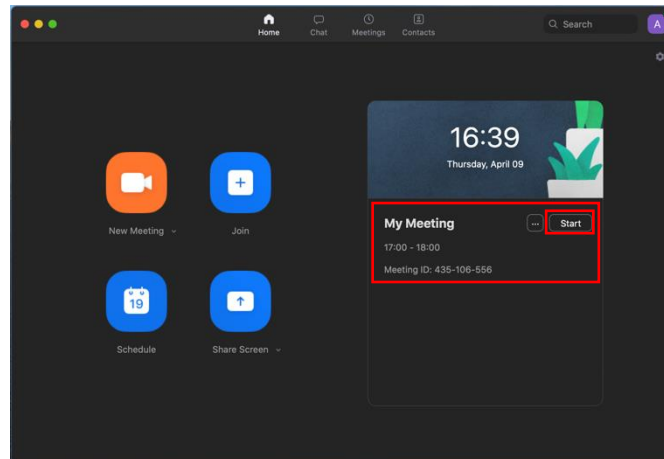 Home
Chat
Meetings
Contacts
Search
A
16:39
Thursday, April 09
New Meeting
Join
My Meeting
Start
17:00 - 18:00
Meeting ID: 435-106-556
19
Schedule
Share Screen